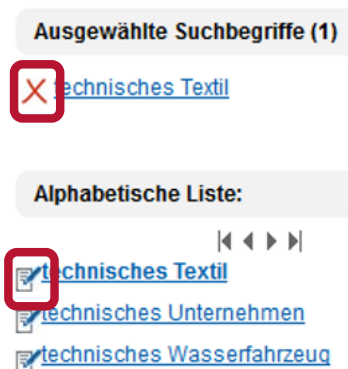 Ausgewählte Suchbegriffe (1)
technisches Textil
Alphabetische Liste:
technisches Textil
technisches Unternehmen
technisches Wasserfahrzeug